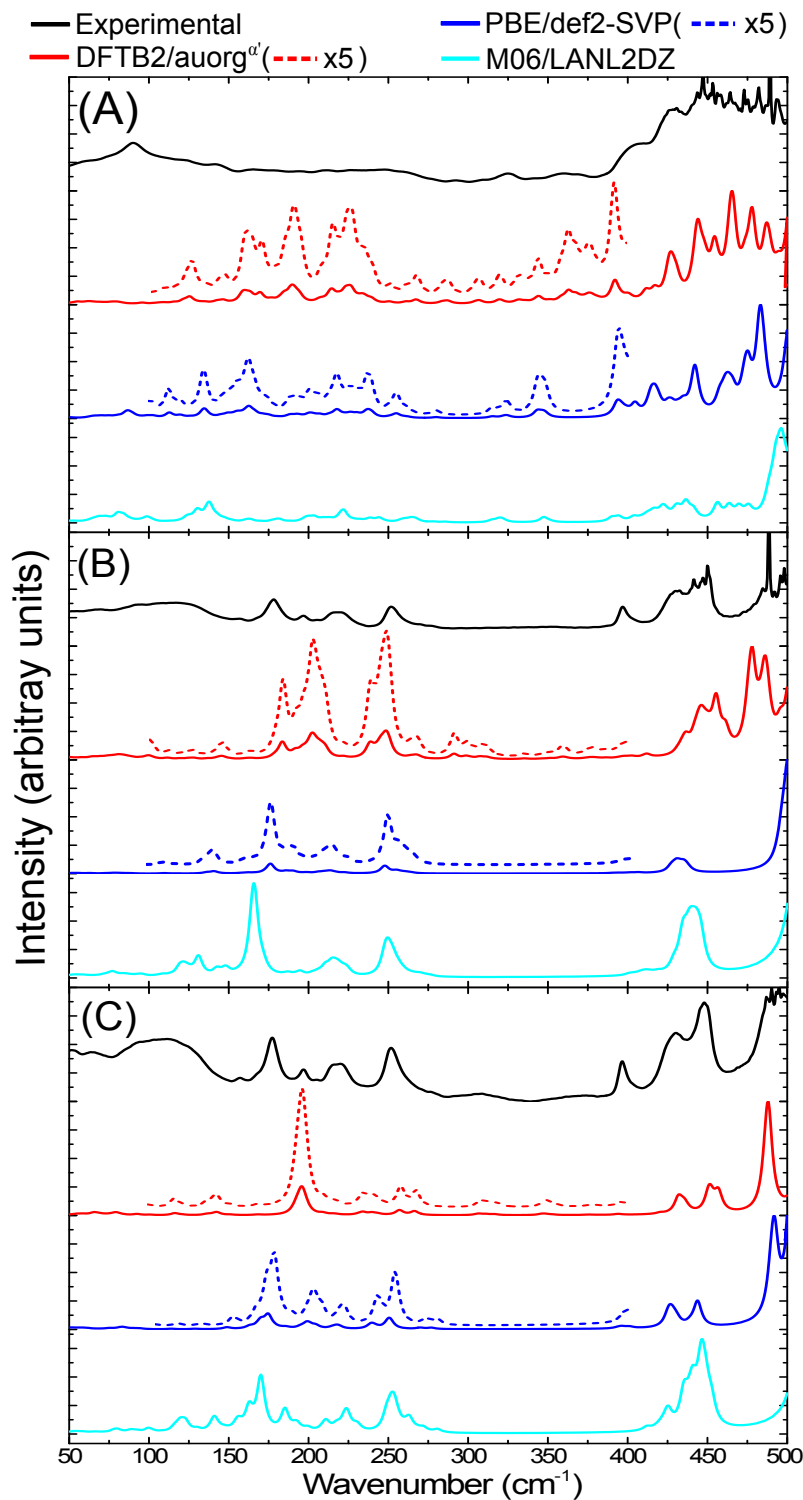 Experimental PBE/def2-SVP( x5)
DFTB2/auorgα'( x5) M06/LANL2DZ
(A)
(B)
(C)
Intensity (arbitray units)
50 100 150 200 250 300 350 400 450 500
Wavenumber (cm-1)